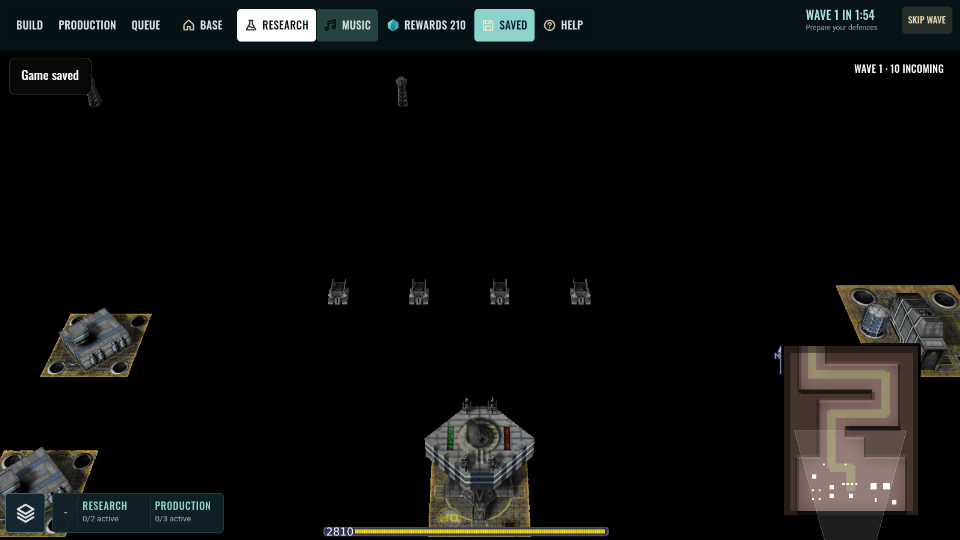 BUILD PRODUCTION QUEUE BASE RESEARCH MUSIC REWARDS 210 SAVED HELP
WAVE 1 IN 1:54
Prepare your defences
SKIP WAVE
Game saved
WAVE 1 · 10 INCOMING
N
HQ
-
RESEARCH
0/2 active
PRODUCTION
0/3 active
2810